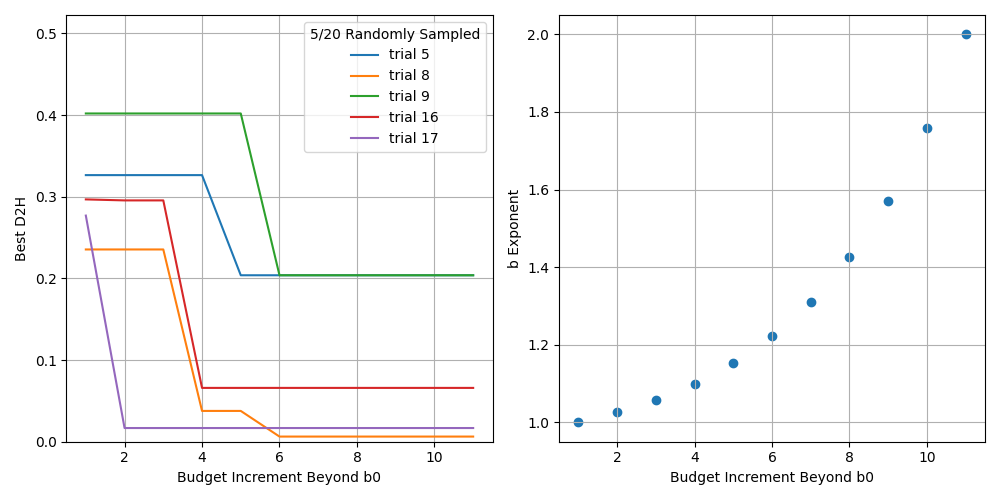 0.5
0.4
0.3
0.2
0.1
0.0
Best D2H
2
4
6
8
10
Budget Increment Beyond b0
5/20 Randomly Sampled
trial 5
trial 8
trial 9
trial 16
trial 17
2.0
1.8
1.6
1.4
1.2
1.0
b Exponent
2
4
6
8
10
Budget Increment Beyond b0